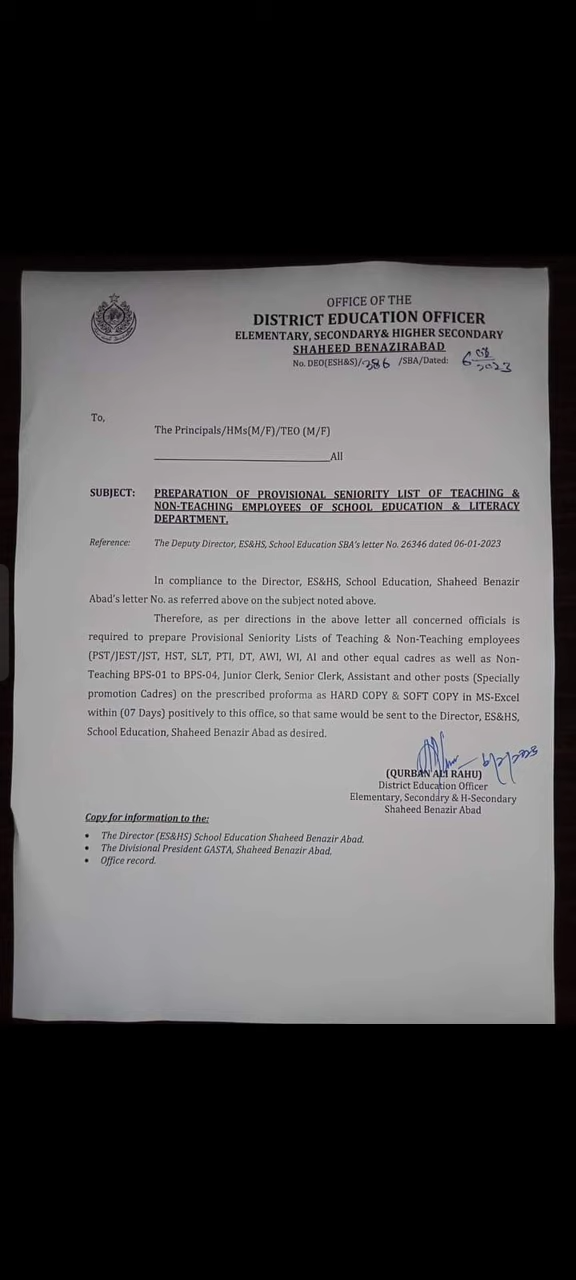 OFFICE OF THE
DISTRICT EDUCATION OFFICER
ELEMENTARY, SECONDARY& HIGHER SECONDARY
SHAHEED BENAZIRABAD
No. DEO(ESH&S)/-386 /SBA/Dated: 2023
To,
The Principals/HMs(M/F)/TEO (M/F)
____________________________All
SUBJECT: PREPARATION OF PROVISIONAL SENIORITY LIST OF TEACHING &
NON-TEACHING EMPLOYEES OF SCHOOL EDUCATION & LITERACY
DEPARTMENT.
Reference: The Deputy Director, ES&HS, School Education SBA's letter No. 26346 dated 06-01-2023
In compliance to the Director, ES&HS, School Education, Shaheed Benazir
Abad's letter No. as referred above on the subject noted above.
Therefore, as per directions in the above letter all concerned officials is
required to prepare Provisional Seniority Lists of Teaching & Non-Teaching employees
(PST/JEST/JST, HST, SLT, PTI, DT, AWI, WI, AI and other equal cadres as well as Non-
Teaching BPS-01 to BPS-04, Junior Clerk, Senior Clerk, Assistant and other posts (Specially
promotion Cadres) on the prescribed proforma as HARD COPY & SOFT COPY in MS-Excel
within (07 Days) positively to this office, so that same would be sent to the Director, ES&HS,
School Education, Shaheed Benazir Abad as desired.
(QURBAN ALI RAHU)
District Education Officer
Elementary, Secondary & H-Secondary
Shaheed Benazir Abad
Copy for information to the:
• The Director (ES&HS) School Education Shaheed Benazir Abad.
• The Divisional President GASTA, Shaheed Benazir Abad.
• Office record.